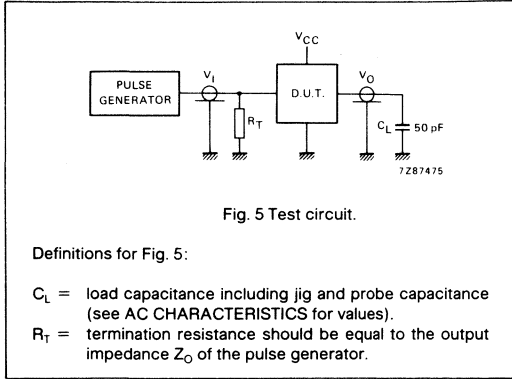 VCC
PULSE
GENERATOR
VI
RT
D.U.T.
VO
CL
50 pF
7Z87475
Fig. 5 Test circuit.
Definitions for Fig. 5:
CL = load capacitance including jig and probe capacitance
(see AC CHARACTERISTICS for values).
RT = termination resistance should be equal to the output
impedance ZO of the pulse generator.